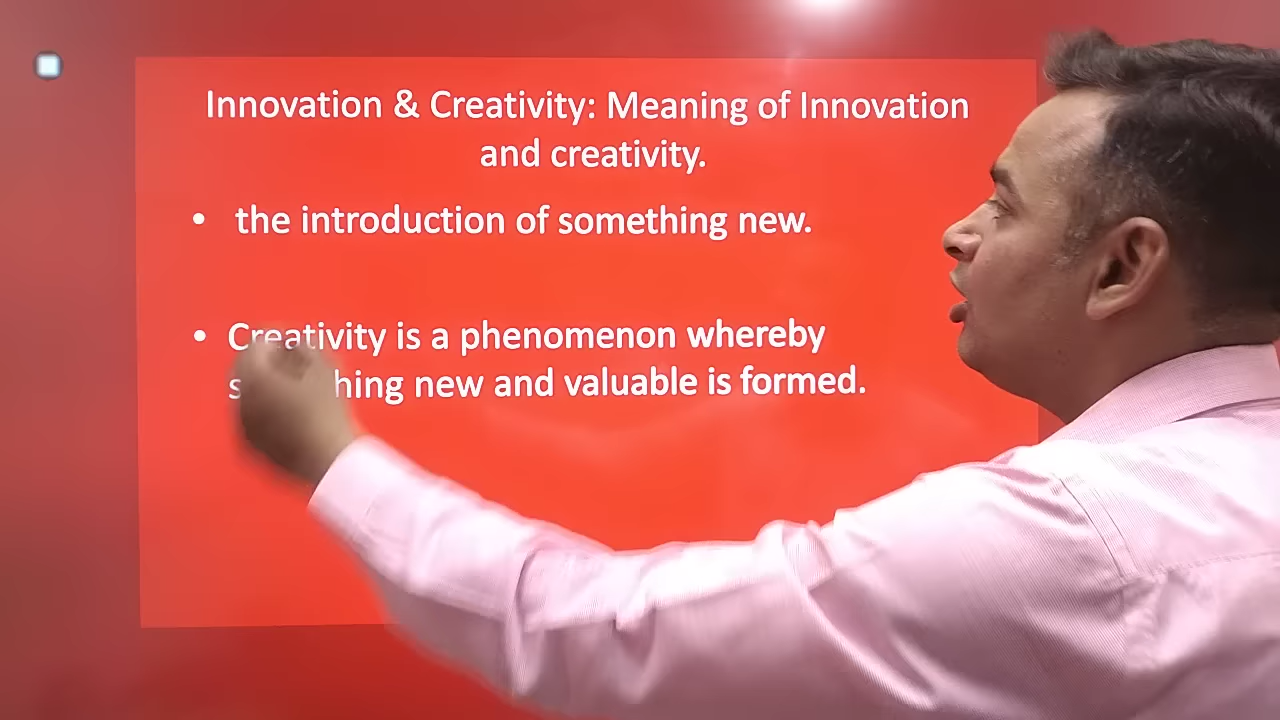 Innovation & Creativity: Meaning of Innovation
and creativity.
• the introduction of something new.
• Creativity is a phenomenon whereby
something new and valuable is formed.